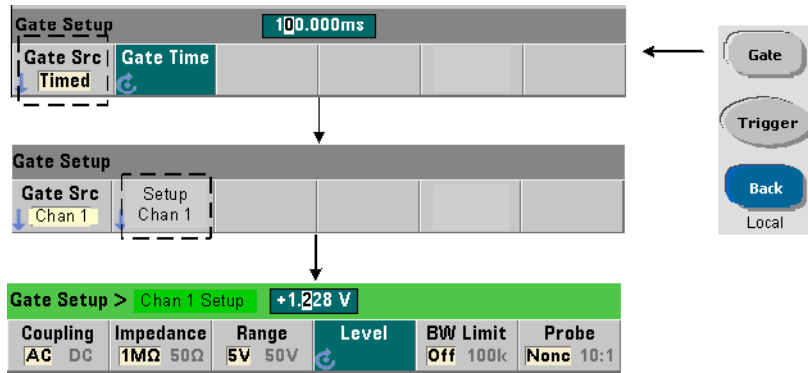 Gate Setup 100.000ms
Gate Src Gate Time
Timed
Gate
Trigger
Back
Local
Gate Setup
Gate Src Setup
Chan 1 Chan 1
Gate Setup > Chan 1 Setup +1.228 V
Coupling Impedance Range Level BW Limit Probe
AC DC 1MΩ 50Ω 5V 50V Off 100k None 10:1